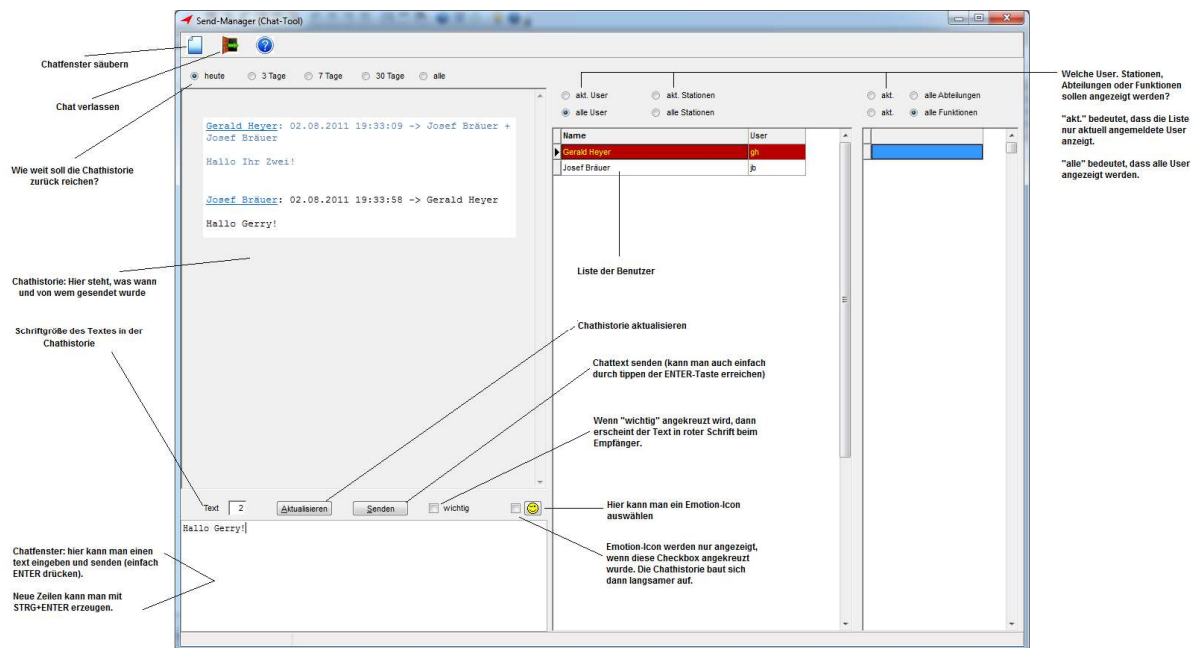 Send-Manager (Chat-Tool)
heute 3 Tage 7 Tage 30 Tage alle
akt. User akt. Stationen akt. alle Abteilungen
alle User alle Stationen akt. alle Funktionen
Name User
Gerald Heyer gh
Josef Bräuer jb
Gerald Heyer: 02.08.2011 19:33:09 -> Josef Bräuer +
Josef Bräuer
Hallo Ihr Zwei!
Josef Bräuer: 02.08.2011 19:33:58 -> Gerald Heyer
Hallo Gerry!
Text 2 Aktualisieren Senden wichtig
Hallo Gerry!
Chatfenster säubern
Chat verlassen
Wie weit soll die Chathistorie
zurück reichen?
Chathistorie: Hier steht, was wann
und von wem gesendet wurde
Schriftgröße des Textes in der
Chathistorie
Chatfenster: hier kann man einen
text eingeben und senden (einfach
ENTER drücken).
Neue Zeilen kann man mit
STRG+ENTER erzeugen.
Liste der Benutzer
Chathistorie aktualisieren
Chattext senden (kann man auch einfach
durch tippen der ENTER-Taste erreichen)
Wenn "wichtig" angekreuzt wird, dann
erscheint der Text in roter Schrift beim
Empfänger.
Hier kann man ein Emotion-Icon
auswählen
Emotion-Icon werden nur angezeigt,
wenn diese Checkbox angekreuzt
wurde. Die Chathistorie baut sich
dann langsamer auf.
Welche User. Stationen,
Abteilungen oder Funktionen
sollen angezeigt werden?
"akt." bedeutet, dass die Liste
nur aktuell angemeldete User
anzeigt.
"alle" bedeutet, dass alle User
angezeigt werden.